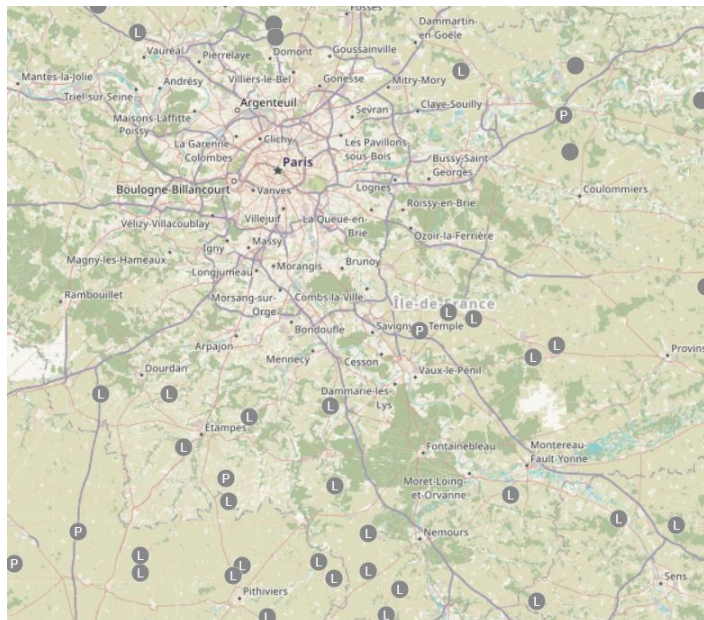 Fosses
L
Dammartin-
en-Goële
Vauréal
Pierrelaye
Domont
Goussainville
Mantes-la-Jolie
Andrésy
Villiers-le-Bel
Gonesse
Mitry-Mory
L
Triel-sur-Seine
Argenteuil
Sevran
Claye-Souilly
P
Maisons-Laffitte
Poissy
La Garenne
Colombes
Clichy
Les Pavillons
sous-Bois
Paris
Bussy-Saint-
Georges
Boulogne-Billancourt
Vanves
Lognes
Coulommiers
Vélizy-Villacoublay
Villejuif
La Queue-en-
Brie
Roissy-en-Brie
Igny
Massy
Ozoir-la-Ferrière
Magny-les-Hameaux
Longjumeau
Morangis
Brunoy
Rambouillet
Morsang-sur-
Orge
Combs-la-Ville
Île-de-France
L
L
Bondoufle
Savigny
P
Temple
Arpajon
Mennecy
Cesson
L
L
Provins
Dourdan
Vaux-le-Pénil
Dammarie-les-
Lys
L
L
L
L
Étampes
L
Fontainebleau
Montereau
Fault-Yonne
P
L
L
Moret-Loing-
et-Orvanne
L
P
L
Nemours
L
L
P
L
L
L
L
L
L
L
Sens
Pithiviers
L
L
L
L